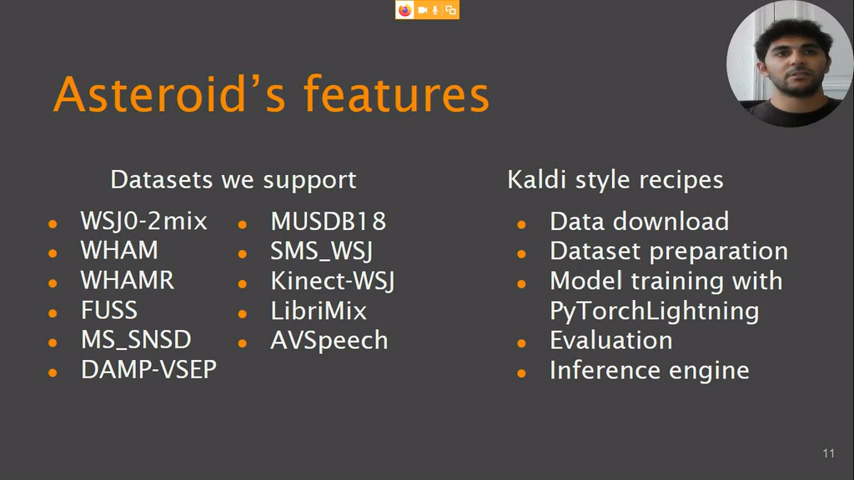 Asteroid's features
Datasets we support
WSJ0-2mix
WHAM
WHAMR
FUSS
MS_SNSD
DAMP-VSEP
MUSDB18
SMS_WSJ
Kinect-WSJ
LibriMix
AVSpeech
Kaldi style recipes
Data download
Dataset preparation
Model training with
PyTorchLightning
Evaluation
Inference engine
11